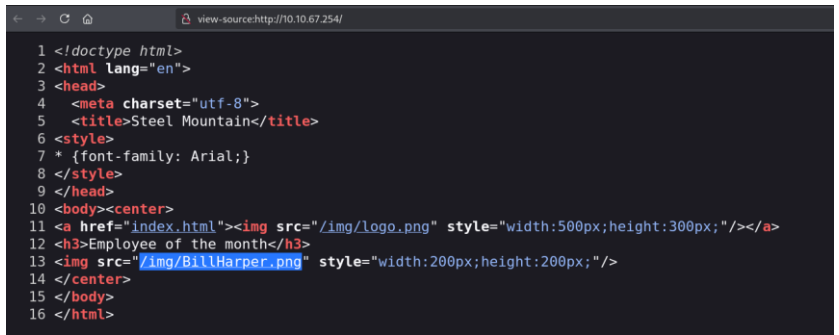 view-source:http://10.10.67.254/
1 <!doctype html>
2 <html lang="en">
3 <head>
4   <meta charset="utf-8">
5   <title>Steel Mountain</title>
6 <style>
7 * {font-family: Arial;}
8 </style>
9 </head>
10 <body><center>
11 <a href="index.html"><img src="/img/logo.png" style="width:500px;height:300px;"/></a>
12 <h3>Employee of the month</h3>
13 <img src="/img/BillHarper.png" style="width:200px;height:200px;"/>
14 </center>
15 </body>
16 </html>